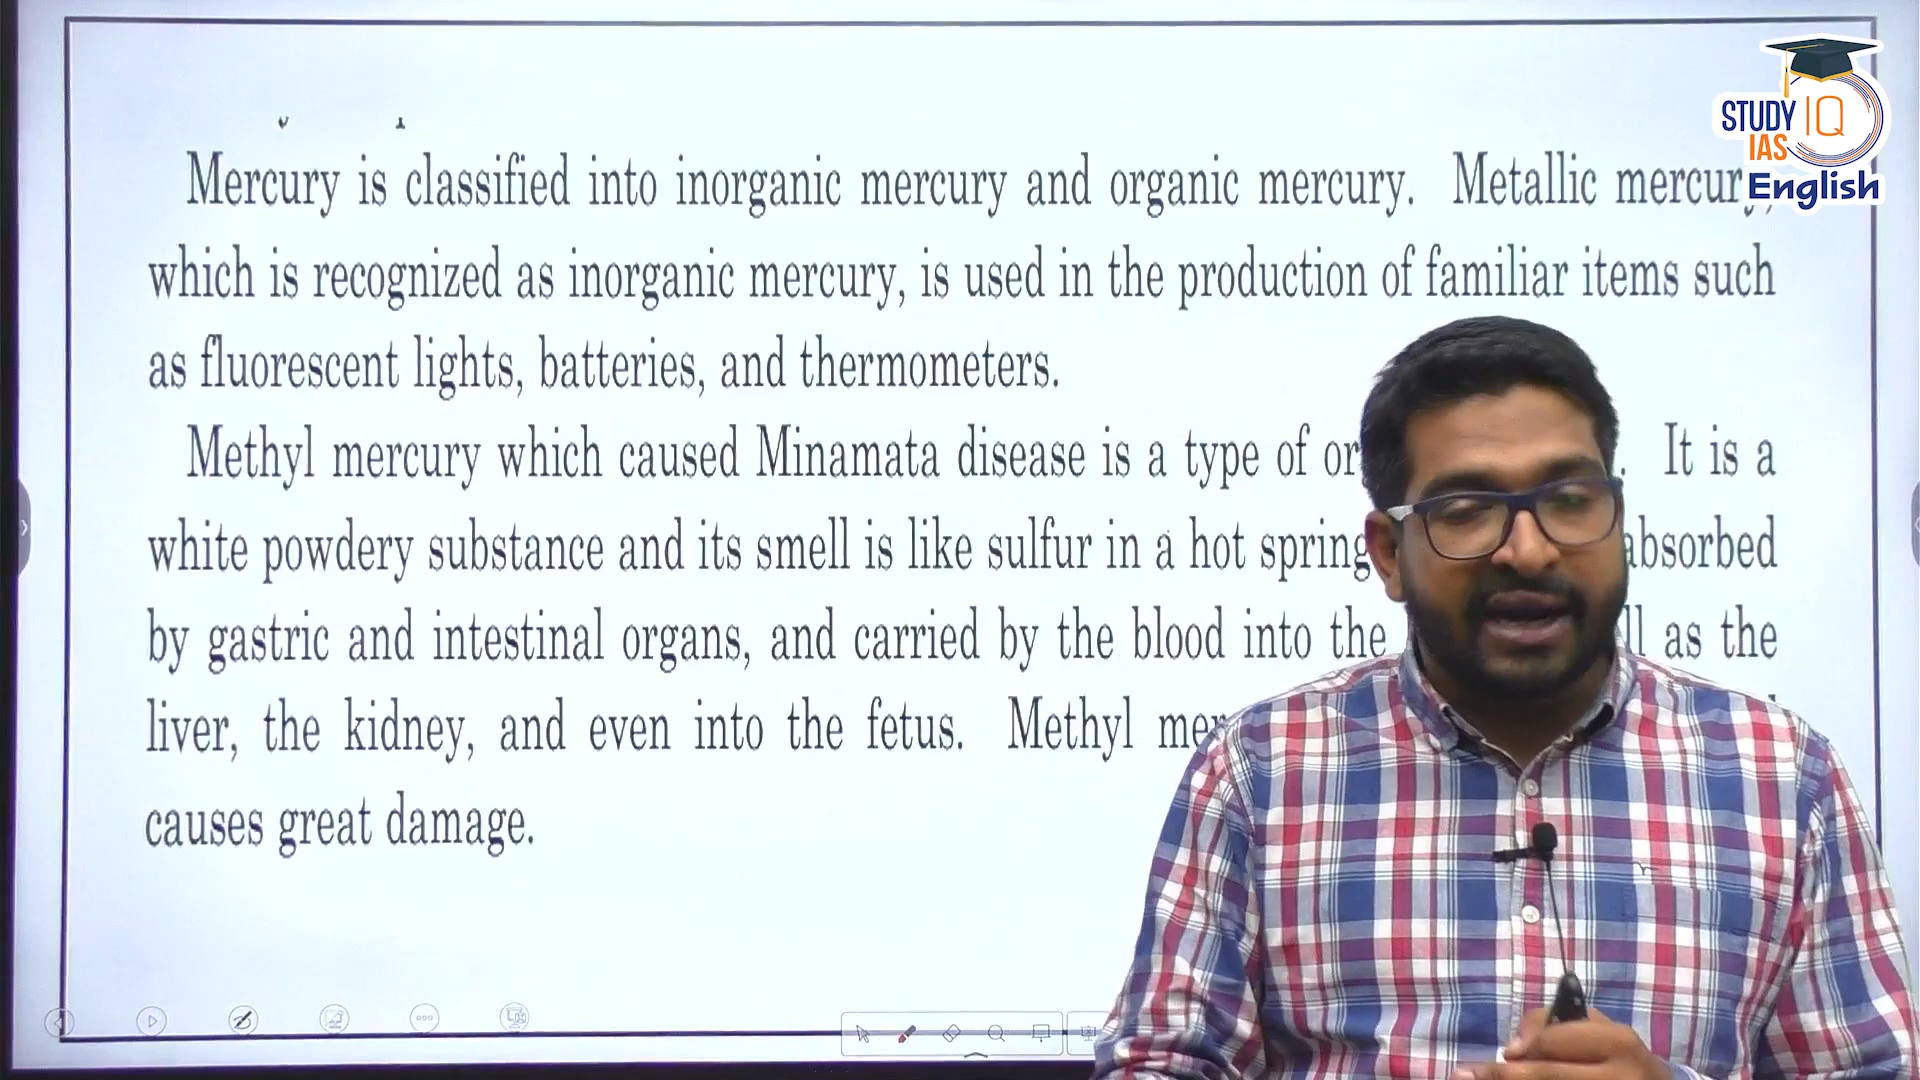 STUDY IQ
IAS
English
Mercury is classified into inorganic mercury and organic mercury. Metallic mercury,
which is recognized as inorganic mercury, is used in the production of familiar items such
as fluorescent lights, batteries, and thermometers.
Methyl mercury which caused Minamata disease is a type of or . It is a
white powdery substance and its smell is like sulfur in a hot spring absorbed
by gastric and intestinal organs, and carried by the blood into the as the
liver, the kidney, and even into the fetus. Methyl
causes great damage.